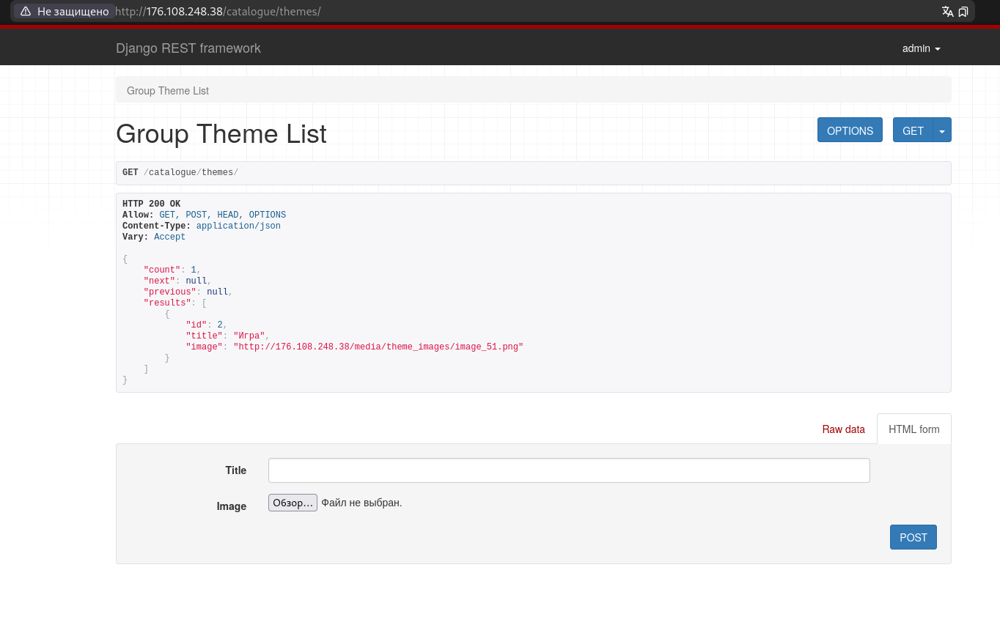 Не защищено http://176.108.248.38/catalogue/themes/
Django REST framework
admin
Group Theme List
Group Theme List
OPTIONS
GET
GET /catalogue/themes/
HTTP 200 OK
Allow: GET, POST, HEAD, OPTIONS
Content-Type: application/json
Vary: Accept
{
    "count": 1,
    "next": null,
    "previous": null,
    "results": [
        {
            "id": 2,
            "title": "Игра",
            "image": "http://176.108.248.38/media/theme_images/image_51.png"
        }
    ]
}
Raw data
HTML form
Title
Image
Обзор... Файл не выбран.
POST